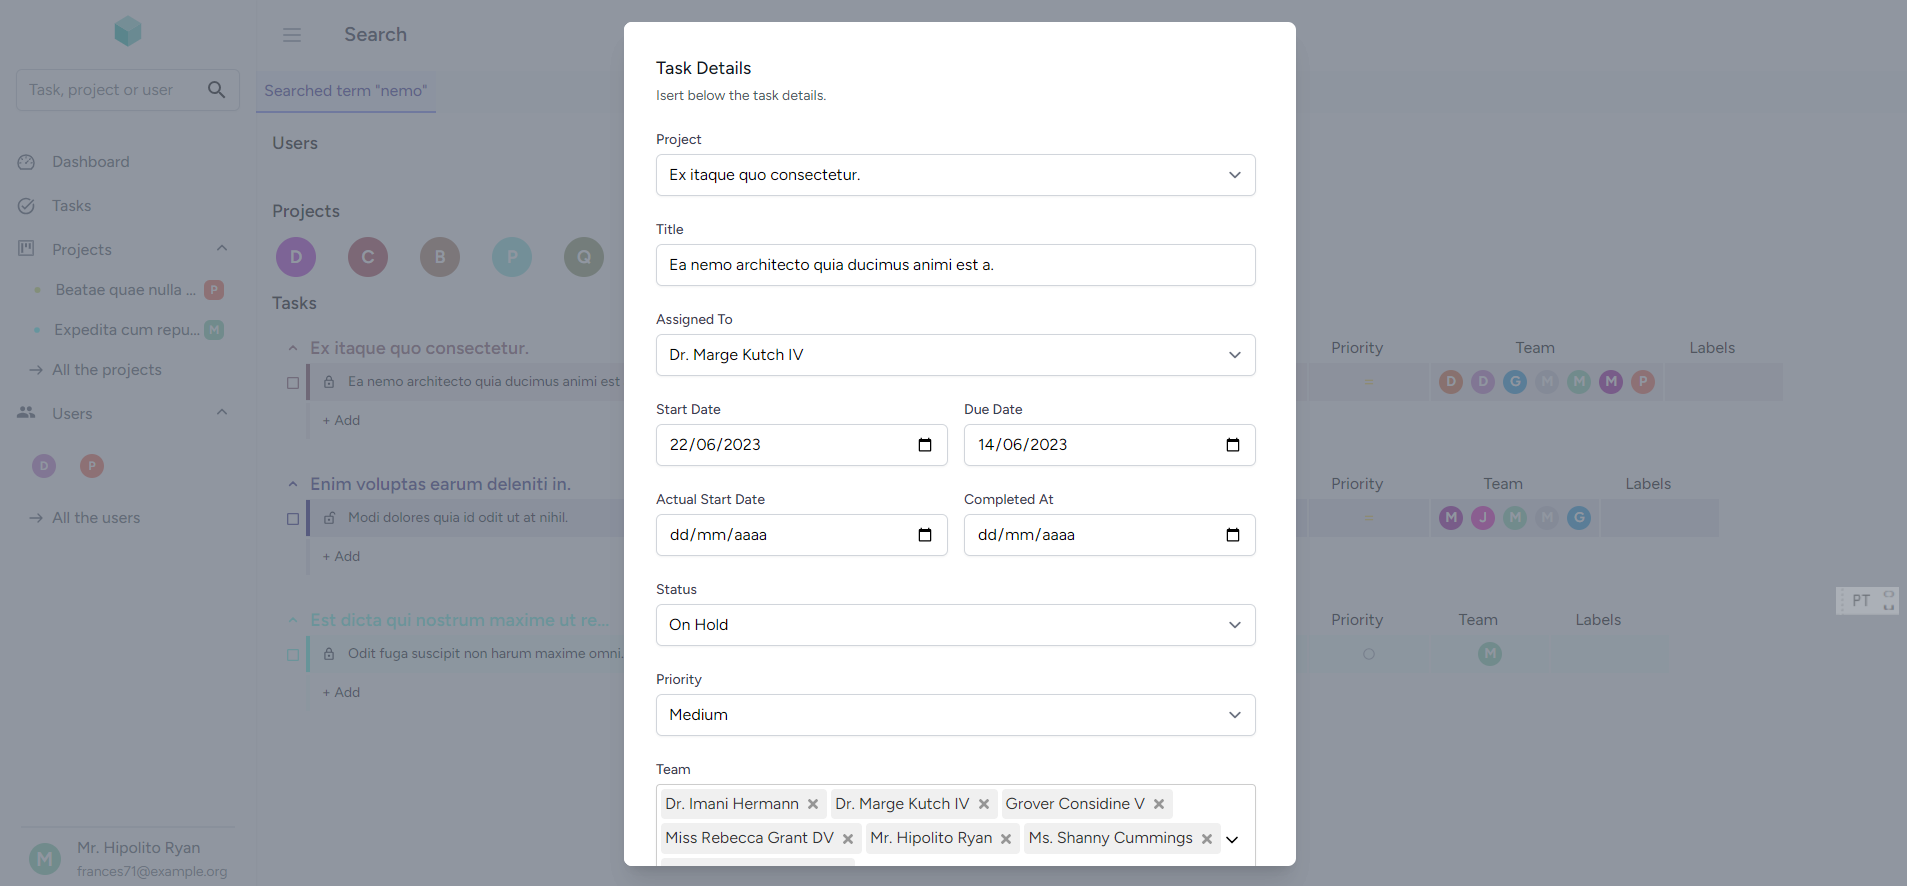 Search
Task, project or user
Searched term "nemo"
Dashboard
Tasks
Projects
Beatae quae nulla ... P
Expedita cum repu... M
All the projects
Users
D P
All the users
Mr. Hipolito Ryan
M
frances71@example.org
Users
Projects
D C B P Q
Tasks
Ex itaque quo consectetur.
Ea nemo architecto quia ducimus animi est
+ Add
Enim voluptas earum deleniti in.
Modi dolores quia id odit ut at nihil.
+ Add
Est dicta qui nostrum maxime ut re...
Odit fuga suscipit non harum maxime omni.
+ Add
Task Details
Isert below the task details.
Project
Ex itaque quo consectetur.
Title
Ea nemo architecto quia ducimus animi est a.
Assigned To
Dr. Marge Kutch IV
Start Date Due Date
22/06/2023 14/06/2023
Actual Start Date Completed At
dd/mm/aaaa dd/mm/aaaa
Status
On Hold
Priority
Medium
Team
Dr. Imani Hermann Dr. Marge Kutch IV Grover Considine V
Miss Rebecca Grant DV Mr. Hipolito Ryan Ms. Shanny Cummings
Priority Team Labels
D D G M M M P
Priority Team Labels
M J M M G
Priority Team Labels
M
PT